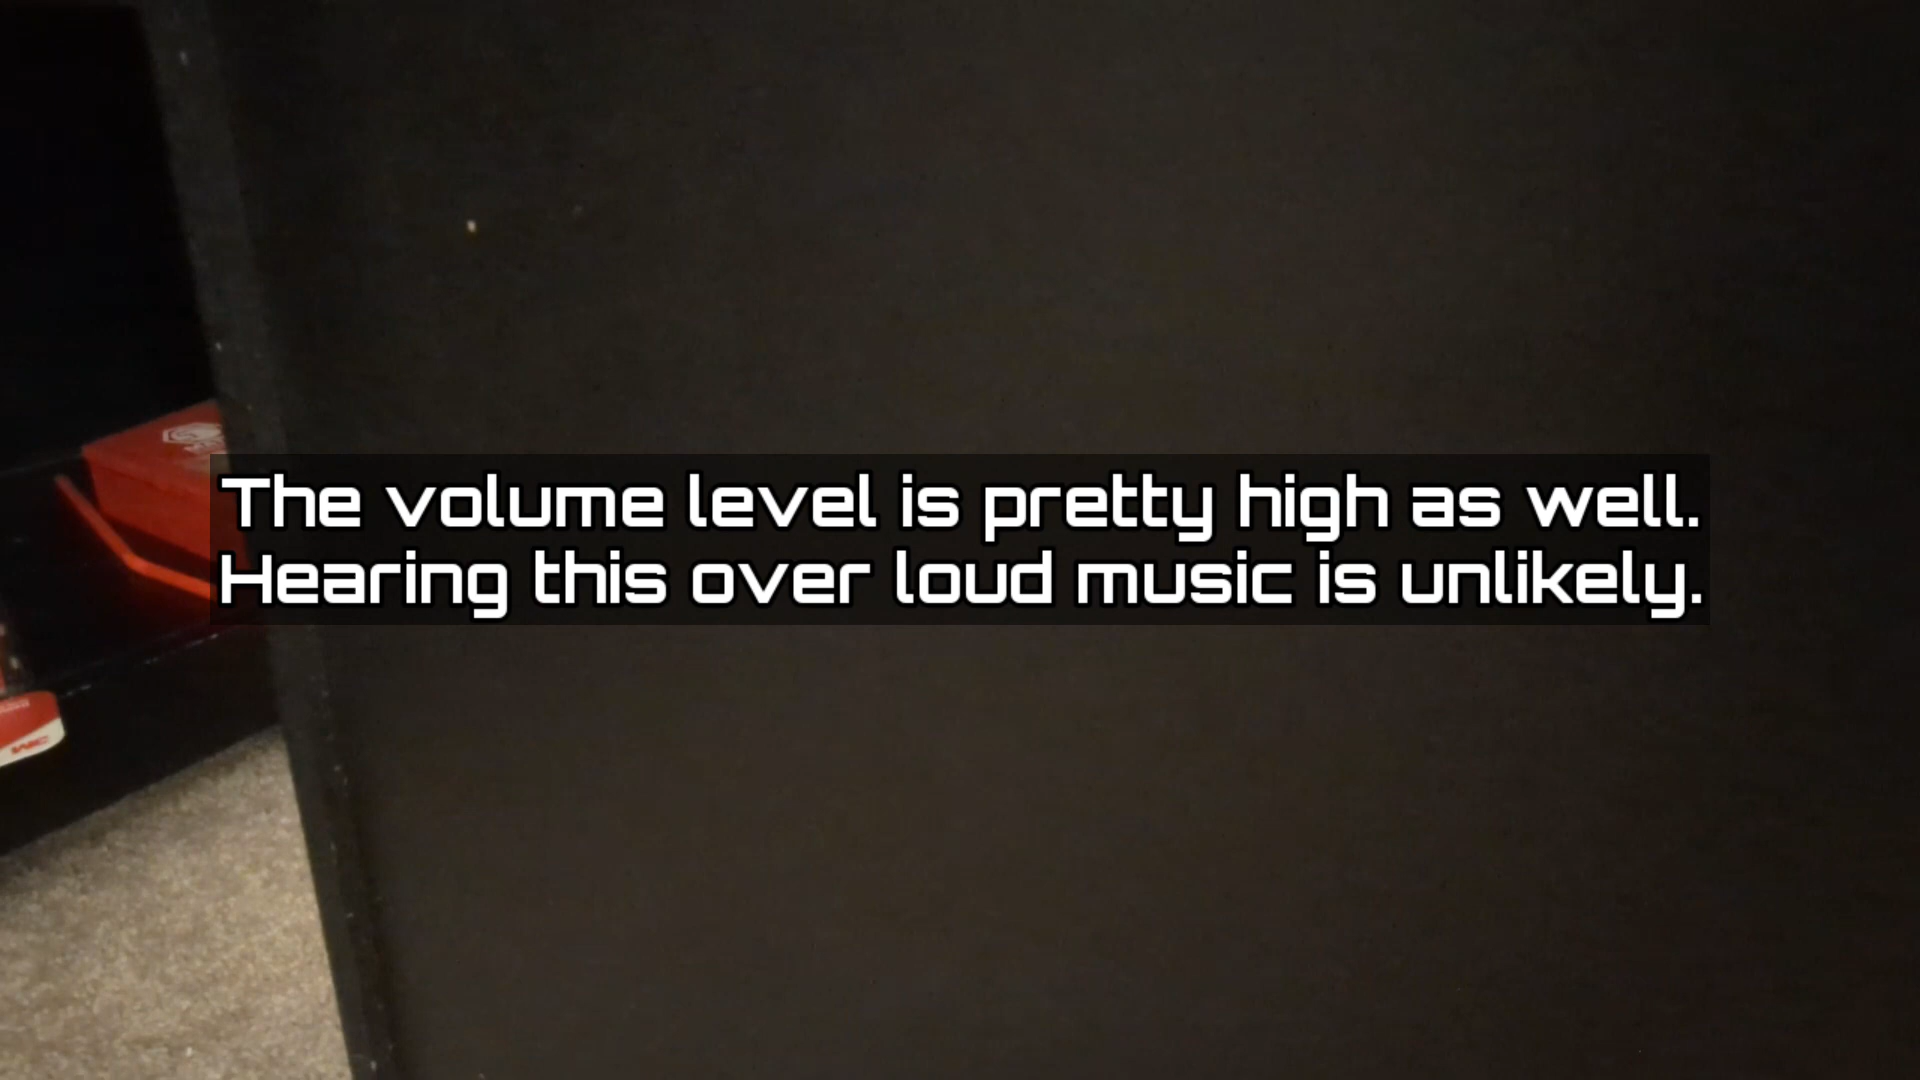 The volume level is pretty high as well.
Hearing this over loud music is unlikely.